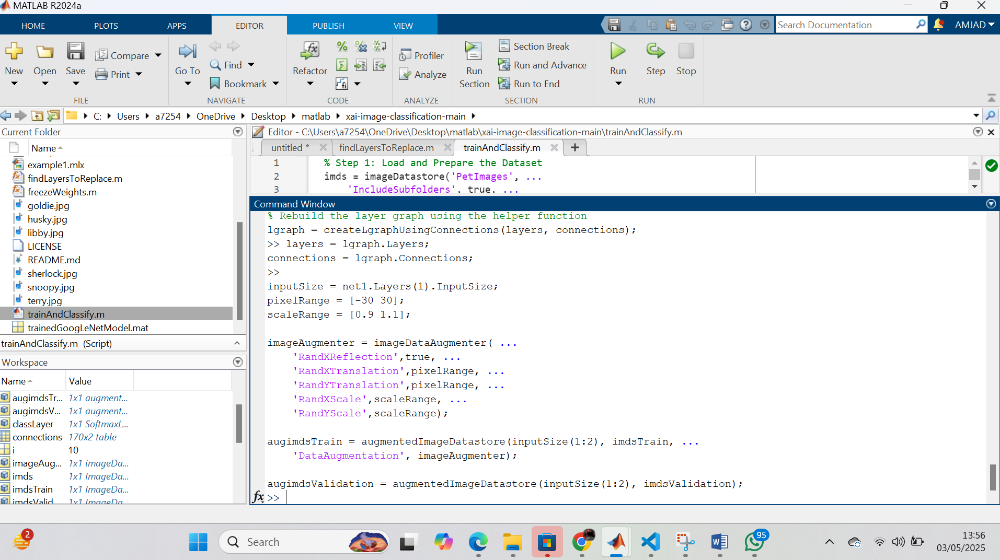 MATLAB R2024a
HOME PLOTS APPS EDITOR PUBLISH VIEW
Search Documentation
AMJAD
New
Open
Save
Compare
Print
FILE
Go To
Find
Bookmark
NAVIGATE
Refactor
CODE
Profiler
Analyze
ANALYZE
Run
Section
Section Break
Run and Advance
Run to End
SECTION
Run
Step
Stop
RUN
C: Users a7254 OneDrive Desktop matlab xai-image-classification-main
Current Folder
Name
example1.mlx
findLayersToReplace.m
freezeWeights.m
goldie.jpg
husky.jpg
libby.jpg
LICENSE
README.md
sherlock.jpg
snoopy.jpg
terry.jpg
trainAndClassify.m
trainedGoogLeNetModel.mat
trainAndClassify.m (Script)
Workspace
Name Value
augimdsTr... 1x1 augment...
augimdsV... 1x1 augment...
classLayer 1x1 SoftmaxL...
connections 170x2 table
i 10
imageAug... 1x1 imageDa...
imds 1x1 ImageDa...
imdsTrain 1x1 ImageDa...
imdsValid 1x1 ImageDa
Editor - C:\Users\a7254\OneDrive\Desktop\matlab\xai-image-classification-main\trainAndClassify.m
untitled * findLayersToReplace.m trainAndClassify.m
1 % Step 1: Load and Prepare the Dataset
2 imds = imageDatastore('PetImages', ...
3 'IncludeSubfolders', true, ...
Command Window
% Rebuild the layer graph using the helper function
lgraph = createLgraphUsingConnections(layers, connections);
>> layers = lgraph.Layers;
connections = lgraph.Connections;
>>
inputSize = net1.Layers(1).InputSize;
pixelRange = [-30 30];
scaleRange = [0.9 1.1];
imageAugmenter = imageDataAugmenter( ...
'RandXReflection',true, ...
'RandXTranslation',pixelRange, ...
'RandYTranslation',pixelRange, ...
'RandXScale',scaleRange, ...
'RandYScale',scaleRange);
augimdsTrain = augmentedImageDatastore(inputSize(1:2), imdsTrain, ...
'DataAugmentation', imageAugmenter);
augimdsValidation = augmentedImageDatastore(inputSize(1:2), imdsValidation);
fx >>
2
Search
95
13:56
03/05/2025